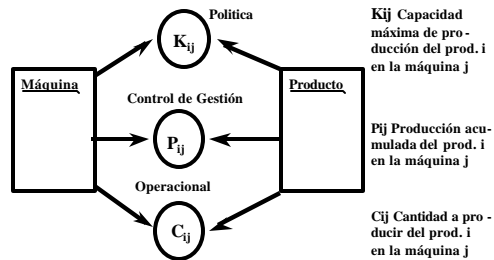 Politica
Kij
Kij Capacidad
máxima de pro-
ducción del prod. i
en la máquina j
Máquina
Producto
Control de Gestión
Pij
Pij Producción acu-
mulada del prod. i
en la máquina j
Operacional
Cij
Cij Cantidad a pro-
ducir del prod. i
en la máquina j